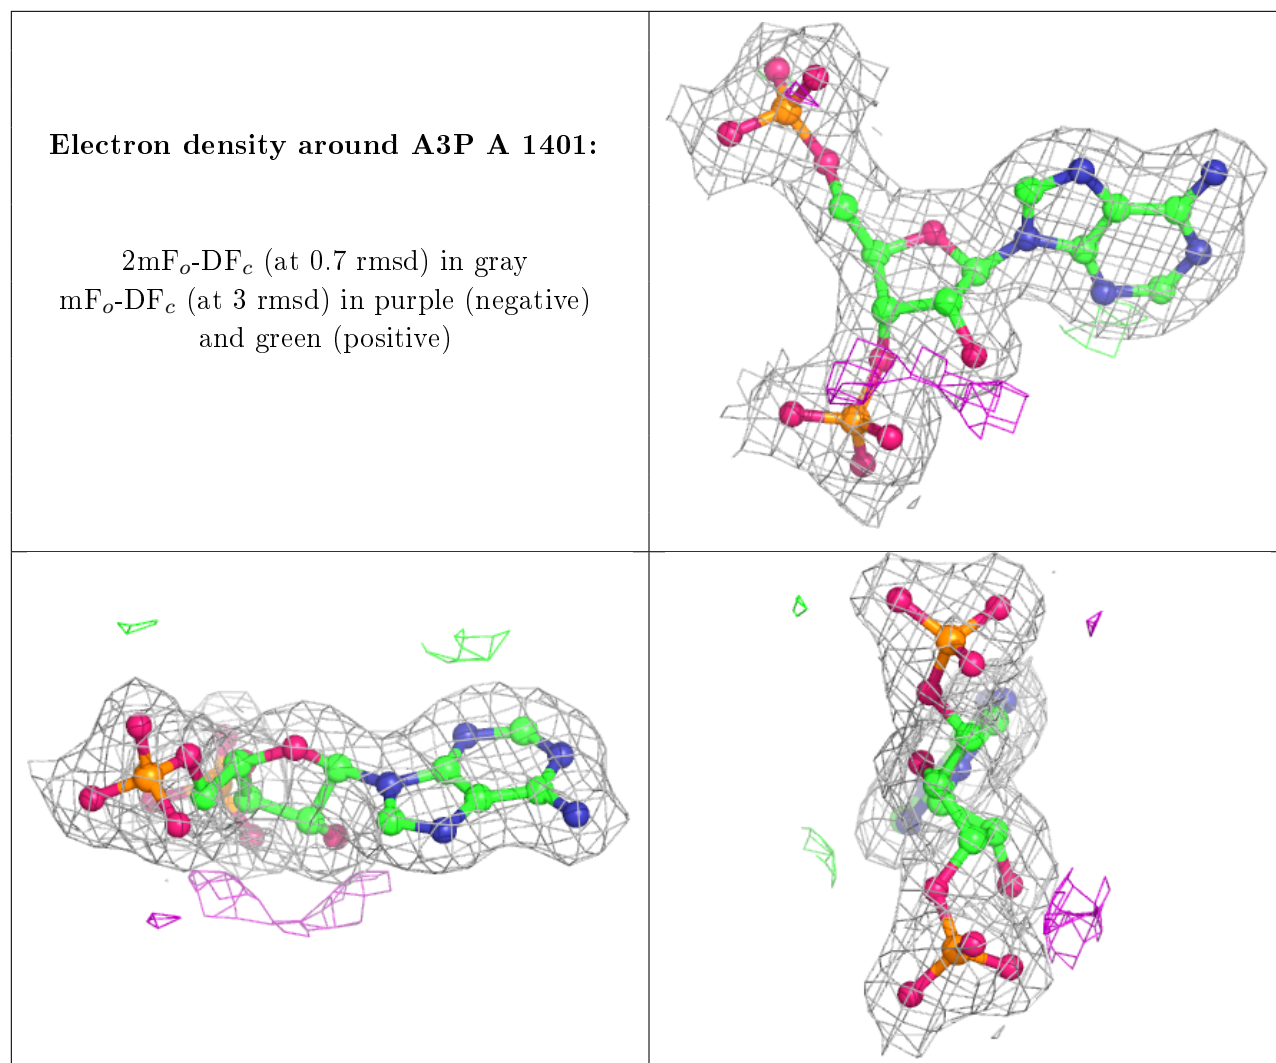 Electron density around A3P A 1401:
2mFo-DFc (at 0.7 rmsd) in gray
mFo-DFc (at 3 rmsd) in purple (negative)
and green (positive)